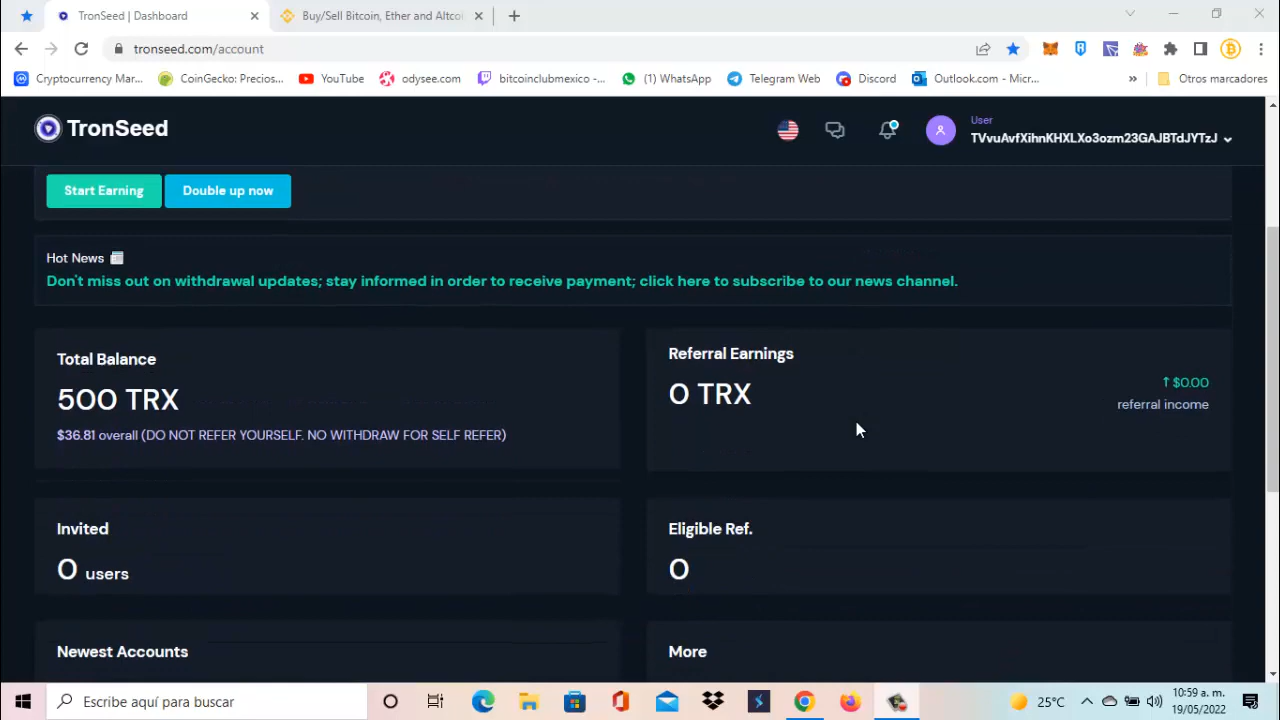 TronSeed | Dashboard
Buy/Sell Bitcoin, Ether and Altcoi
tronseed.com/account
Cryptocurrency Mar...
CoinGecko: Precios...
YouTube
odysee.com
bitcoinclubmexico -...
(1) WhatsApp
Telegram Web
Discord
Outlook.com - Micr...
»
Otros marcadores
TronSeed
User
TVvuAvfXihnKHXLXo3ozm23GAJBTdJYTzJ
Start Earning
Double up now
Hot News
Don't miss out on withdrawal updates; stay informed in order to receive payment; click here to subscribe to our news channel.
Total Balance
500 TRX
$36.81 overall (DO NOT REFER YOURSELF. NO WITHDRAW FOR SELF REFER)
Referral Earnings
0 TRX
↑ $0.00
referral income
Invited
0 users
Eligible Ref.
0
Newest Accounts
More
Escribe aquí para buscar
25°C
10:59 a. m.
19/05/2022